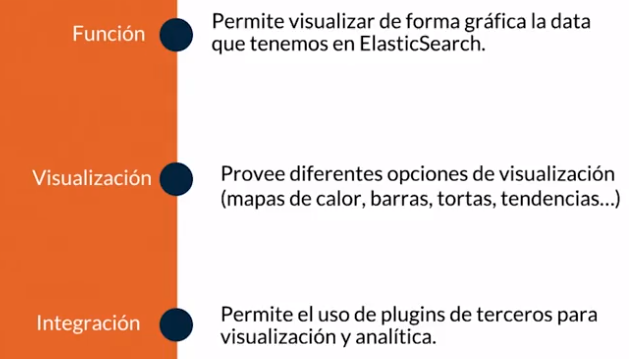 Función
Permite visualizar de forma gráfica la data
que tenemos en ElasticSearch.
Visualización
Provee diferentes opciones de visualización
(mapas de calor, barras, tortas, tendencias...)
Integración
Permite el uso de plugins de terceros para
visualización y analítica.